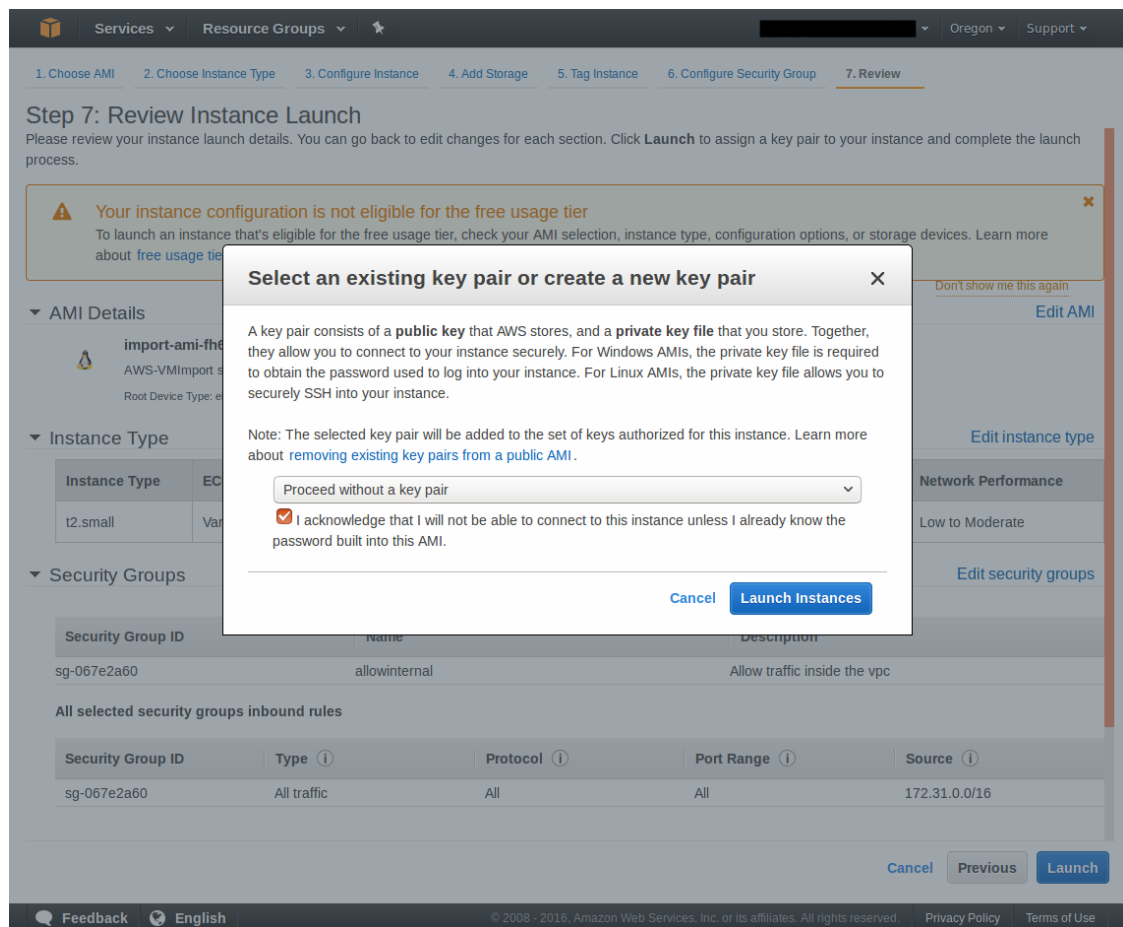 Services Resource Groups Oregon Support
1. Choose AMI 2. Choose Instance Type 3. Configure Instance 4. Add Storage 5. Tag Instance 6. Configure Security Group 7. Review
Step 7: Review Instance Launch
Please review your instance launch details. You can go back to edit changes for each section. Click Launch to assign a key pair to your instance and complete the launch
process.
Your instance configuration is not eligible for the free usage tier
To launch an instance that's eligible for the free usage tier, check your AMI selection, instance type, configuration options, or storage devices. Learn more
about free usage tie
Don't show me this again
Select an existing key pair or create a new key pair
A key pair consists of a public key that AWS stores, and a private key file that you store. Together,
they allow you to connect to your instance securely. For Windows AMIs, the private key file is required
to obtain the password used to log into your instance. For Linux AMIs, the private key file allows you to
securely SSH into your instance.
Note: The selected key pair will be added to the set of keys authorized for this instance. Learn more
about removing existing key pairs from a public AMI.
Proceed without a key pair
I acknowledge that I will not be able to connect to this instance unless I already know the
password built into this AMI.
Cancel Launch Instances
AMI Details Edit AMI
import-ami-fh6
AWS-VMImport s
Root Device Type: e
Instance Type Edit instance type
Instance Type EC Network Performance
t2.small Var Low to Moderate
Security Groups Edit security groups
Security Group ID Name Description
sg-067e2a60 allowinternal Allow traffic inside the vpc
All selected security groups inbound rules
Security Group ID Type Protocol Port Range Source
sg-067e2a60 All traffic All All 172.31.0.0/16
Cancel Previous Launch
Feedback English © 2008 - 2016, Amazon Web Services, Inc. or its affiliates. All rights reserved. Privacy Policy Terms of Use